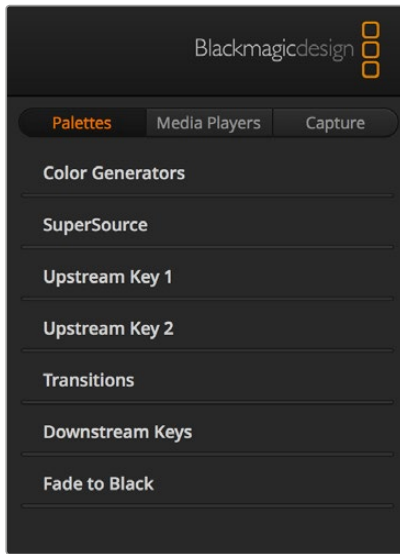 Blackmagicdesign
Palettes Media Players Capture
Color Generators
SuperSource
Upstream Key 1
Upstream Key 2
Transitions
Downstream Keys
Fade to Black